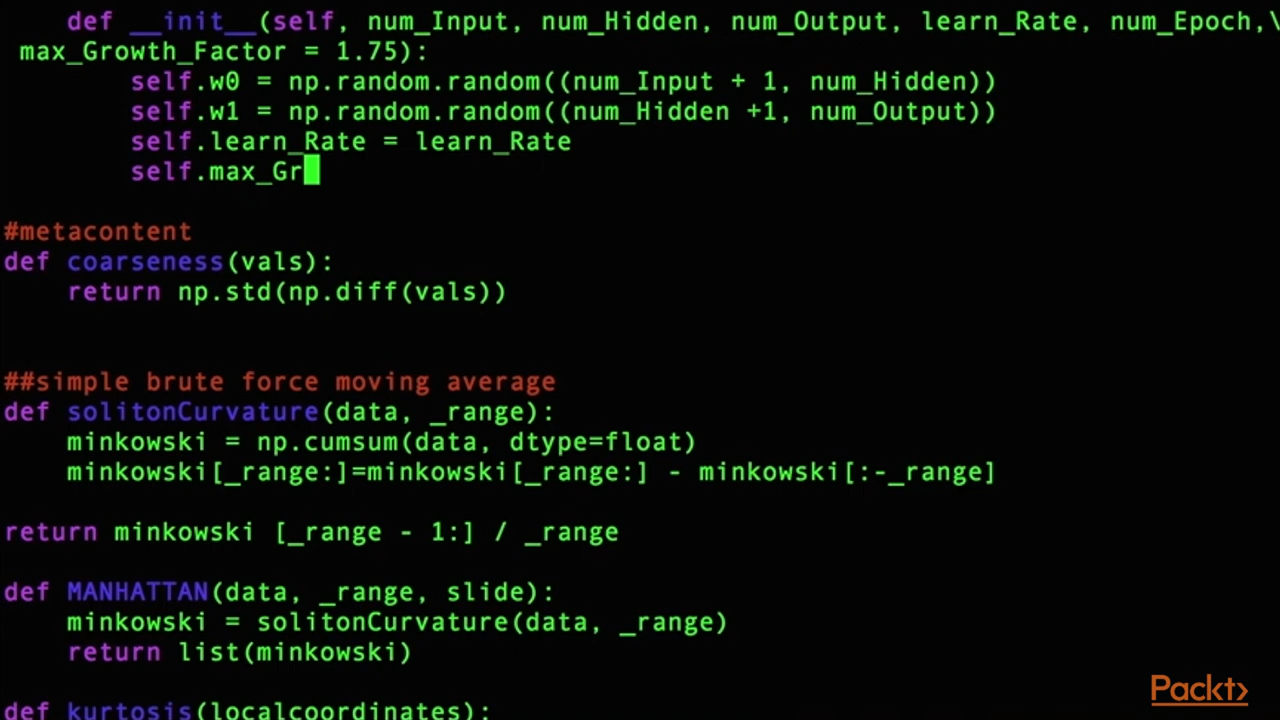 def __init__(self, num_Input, num_Hidden, num_Output, learn_Rate, num_Epoch,\
 max_Growth_Factor = 1.75):
        self.w0 = np.random.random((num_Input + 1, num_Hidden))
        self.w1 = np.random.random((num_Hidden +1, num_Output))
        self.learn_Rate = learn_Rate
        self.max_Gr
#metacontent
def coarseness(vals):
    return np.std(np.diff(vals))
##simple brute force moving average
def solitonCurvature(data, _range):
    minkowski = np.cumsum(data, dtype=float)
    minkowski[_range:]=minkowski[_range:] - minkowski[:-_range]
return minkowski [_range - 1:] / _range
def MANHATTAN(data, _range, slide):
    minkowski = solitonCurvature(data, _range)
    return list(minkowski)
def kurtosis(localcoordinates):
Packt>